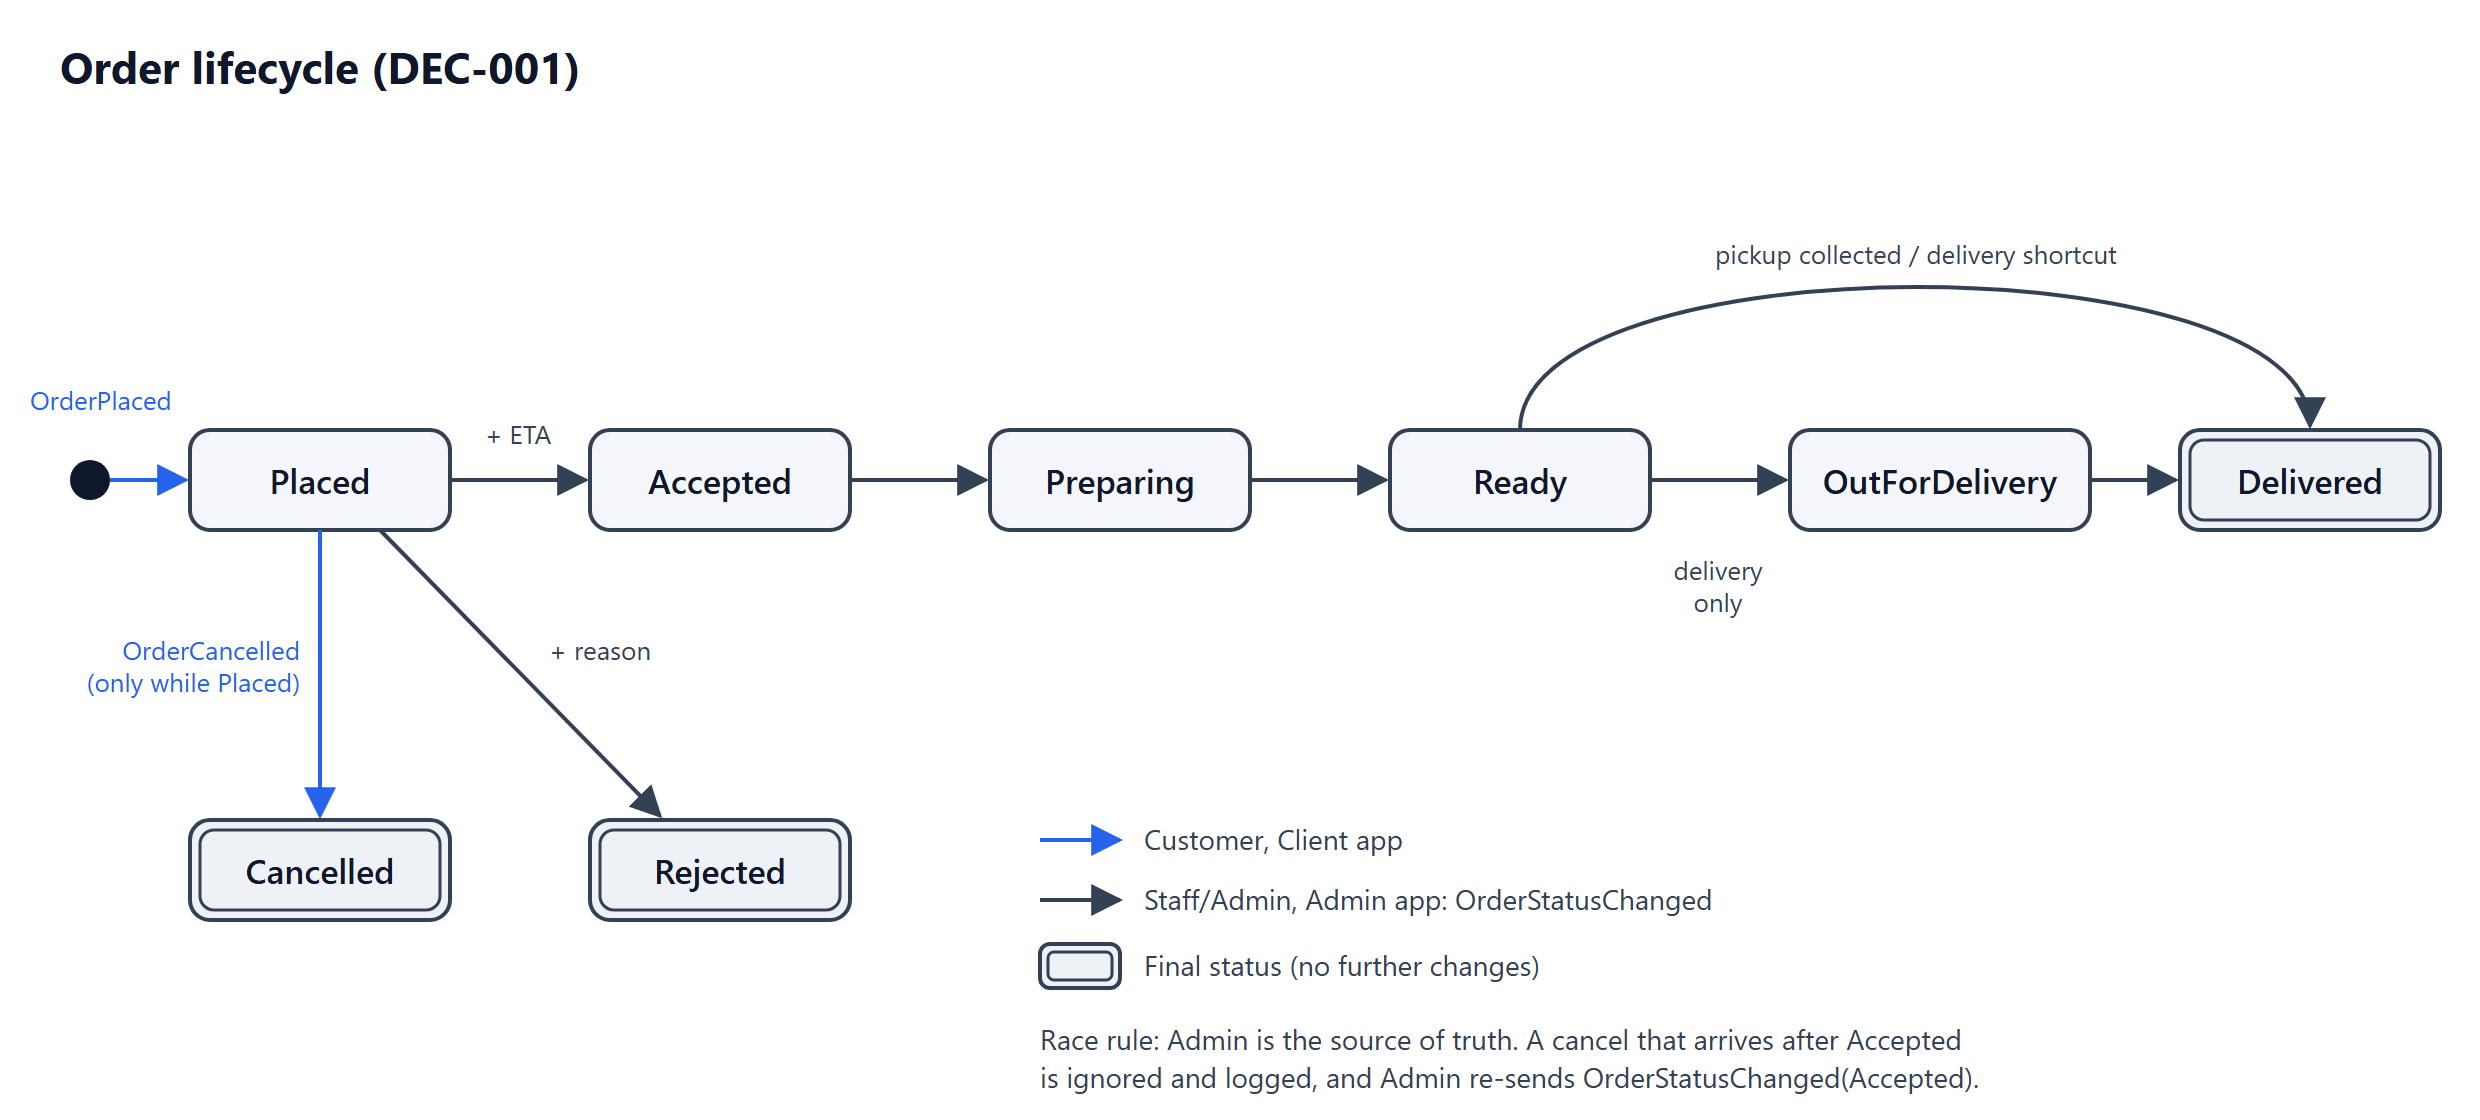 Order lifecycle (DEC-001)
pickup collected / delivery shortcut
OrderPlaced
+ ETA
Placed
Accepted
Preparing
Ready
OutForDelivery
Delivered
delivery
only
OrderCancelled
(only while Placed)
+ reason
Cancelled
Rejected
Customer, Client app
Staff/Admin, Admin app: OrderStatusChanged
Final status (no further changes)
Race rule: Admin is the source of truth. A cancel that arrives after Accepted
is ignored and logged, and Admin re-sends OrderStatusChanged(Accepted).